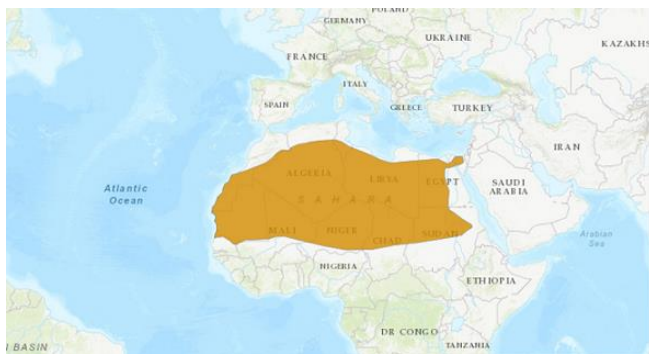 POLAND
GERMANY
UKRAINE
KAZAKHS
FRANCE
ITALY
SPAIN
GREECE
TURKEY
IRAN
Atlantic
Ocean
ALGERIA
LIBYA
EGYPT
SAUDI
ARABIA
SAHARA
MALI
NIGER
CHAD
SUDAN
Arabian
Sea
NIGERIA
ETHIOPIA
DR CONGO
TANZANIA
N BASIN